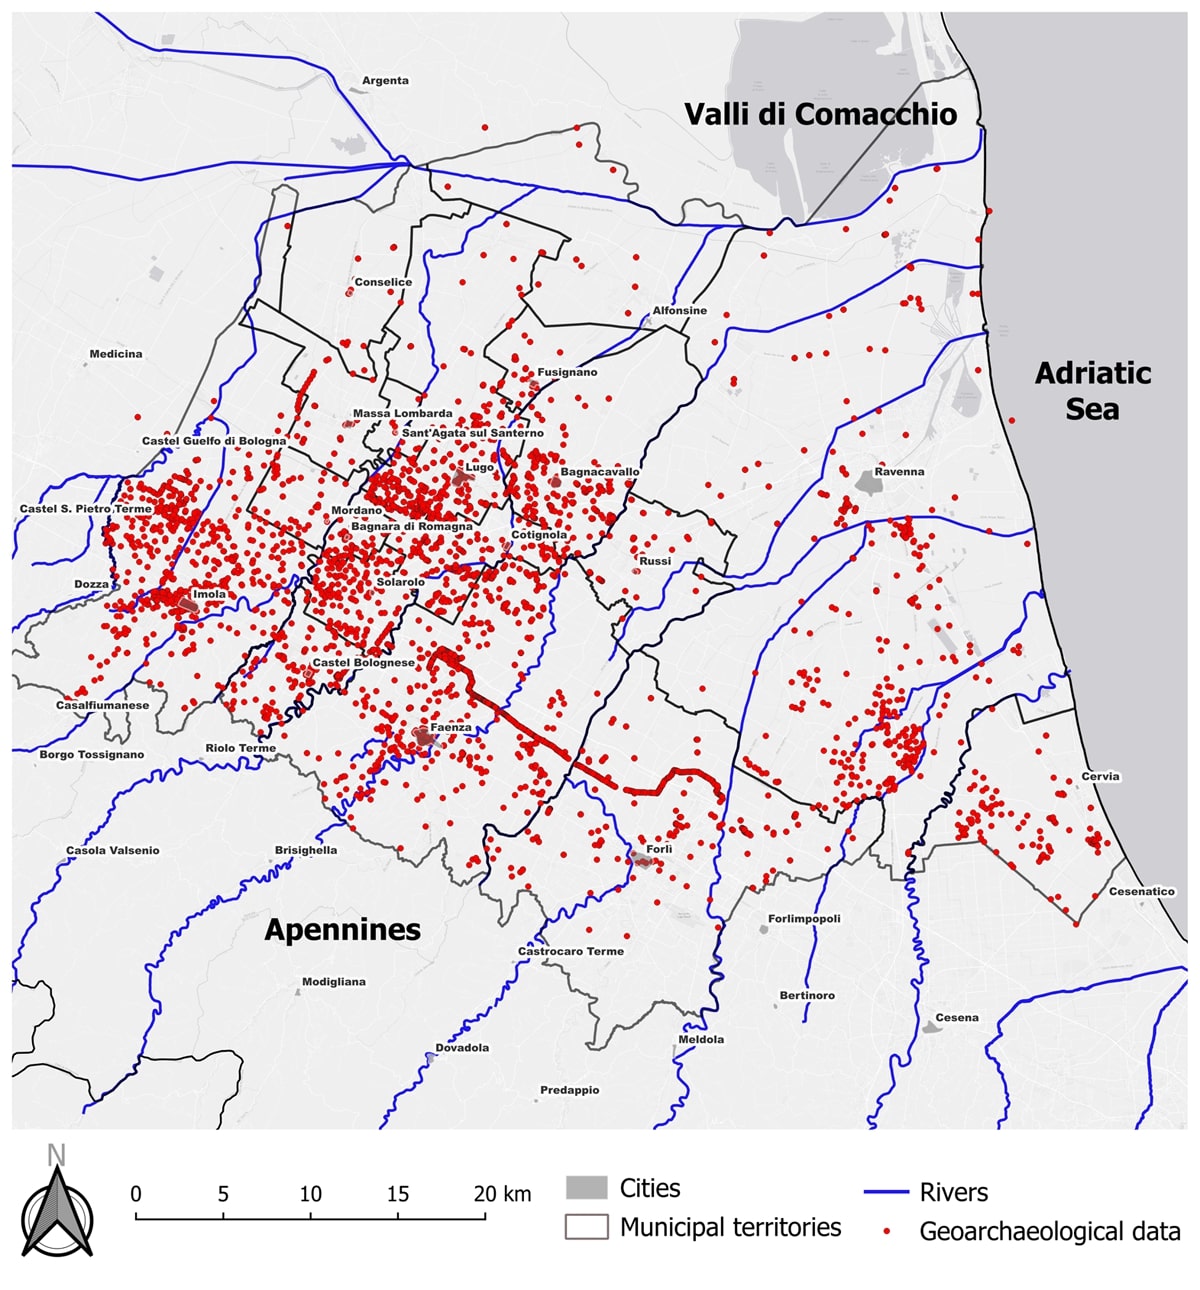 Argenta
Valli di Comacchio
Conselice
Alfonsine
Medicina
Fusignano
Adriatic
Sea
Massa Lombarda
Sant'Agata sul Santerno
Castel Guelfo di Bologna
Lugo
Bagnacavallo
Ravenna
Castel S. Pietro Terme
Mordano
Bagnara di Romagna
Cotignola
Russi
Dozza
Solarolo
Imola
Castel Bolognese
Casalfiumanese
Faenza
Riolo Terme
Borgo Tossignano
Cervia
Casola Valsenio
Brisighella
Forlì
Cesenatico
Forlimpopoli
Apennines
Castrocaro Terme
Modigliana
Bertinoro
Cesena
Meldola
Dovadola
Predappio
N
0 5 10 15 20 km
Cities
Municipal territories
Rivers
Geoarchaeological data